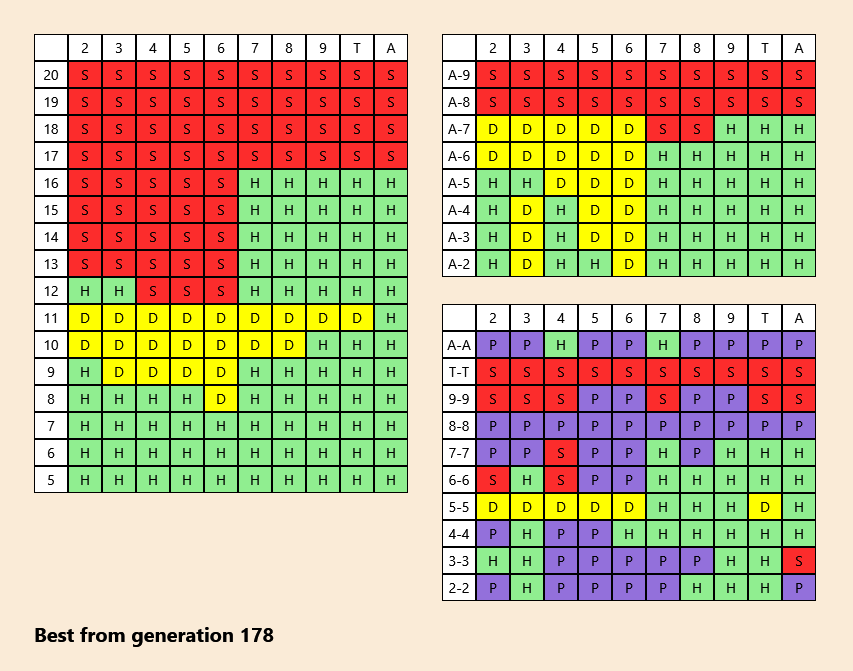 2 3 4 5 6 7 8 9 T A
20 S S S S S S S S S S
19 S S S S S S S S S S
18 S S S S S S S S S S
17 S S S S S S S S S S
16 S S S S S H H H H H
15 S S S S S H H H H H
14 S S S S S H H H H H
13 S S S S S H H H H H
12 H H S S S H H H H H
11 D D D D D D D D D H
10 D D D D D D D H H H
9 H D D D D H H H H H
8 H H H H D H H H H H
7 H H H H H H H H H H
6 H H H H H H H H H H
5 H H H H H H H H H H
2 3 4 5 6 7 8 9 T A
A-9 S S S S S S S S S S
A-8 S S S S S S S S S S
A-7 D D D D D S S H H H
A-6 D D D D D H H H H H
A-5 H H D D D H H H H H
A-4 H D H D D H H H H H
A-3 H D H D D H H H H H
A-2 H D H H D H H H H H
2 3 4 5 6 7 8 9 T A
A-A P P H P P H P P P P
T-T S S S S S S S S S S
9-9 S S S P P S P P S S
8-8 P P P P P P P P P P
7-7 P P S P P H P H H H
6-6 S H S P P H H H H H
5-5 D D D D D H H H D H
4-4 P H P P H H H H H H
3-3 H H P P P P P H H S
2-2 P H P P P P H H H P
Best from generation 178